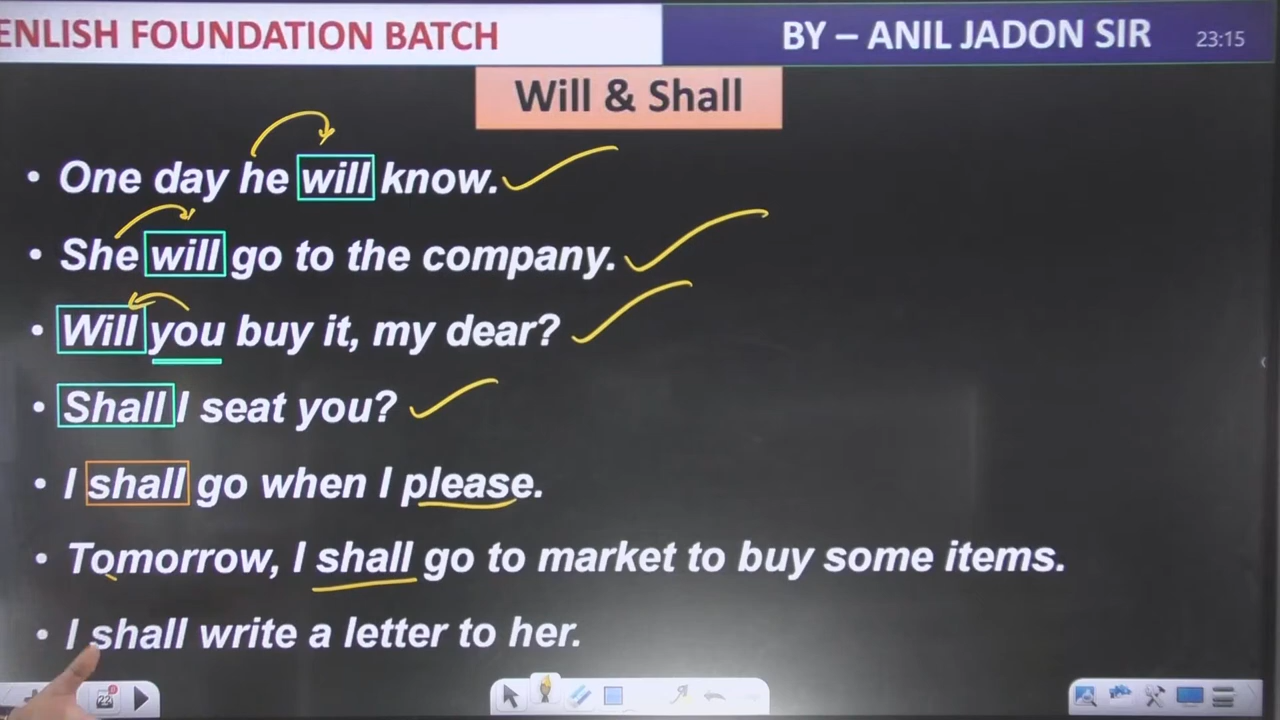 ENLISH FOUNDATION BATCH
BY – ANIL JADON SIR
23:15
Will & Shall
• One day he will know.
• She will go to the company.
• Will you buy it, my dear?
• Shall I seat you?
• I shall go when I please.
• Tomorrow, I shall go to market to buy some items.
• I shall write a letter to her.
22